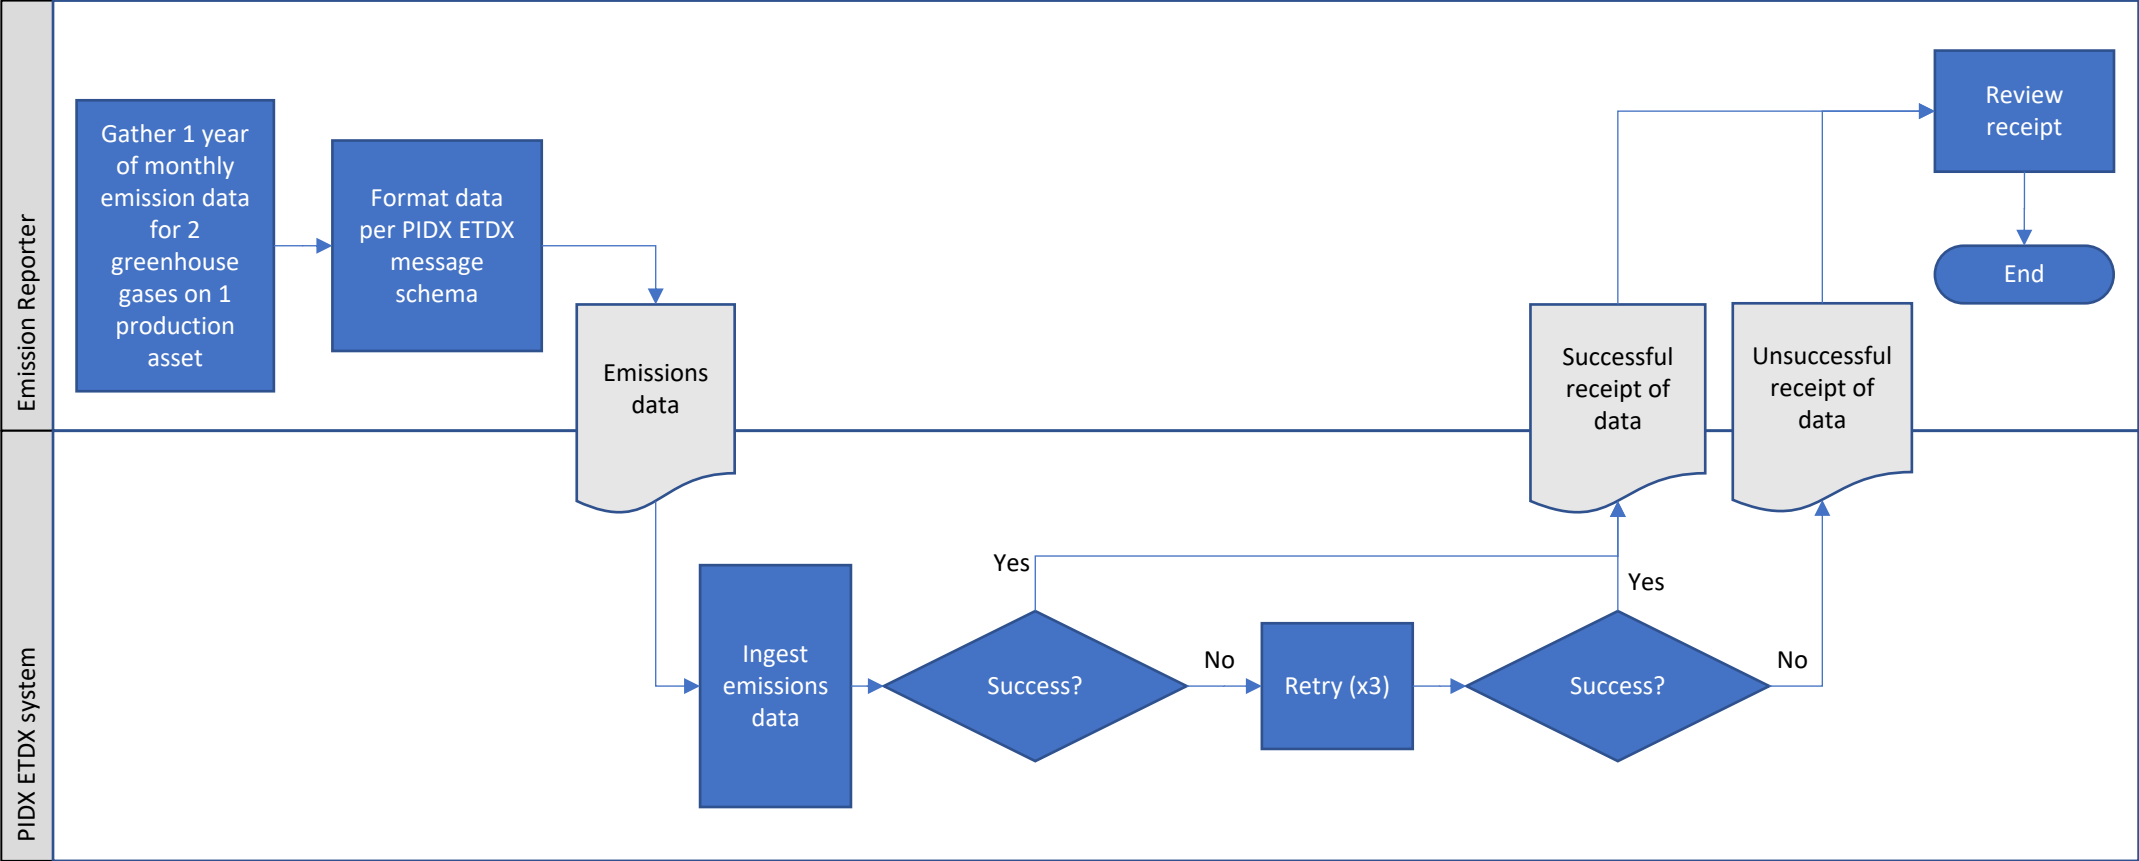 Emission Reporter
Gather 1 year
of monthly
emission data
for 2
greenhouse
gases on 1
production
asset
Format data
per PIDX ETDX
message
schema
Emissions
data
Successful
receipt of
data
Unsuccessful
receipt of
data
Review
receipt
End
PIDX ETDX system
Ingest
emissions
data
Success?
Yes
No
Retry (x3)
Success?
Yes
No